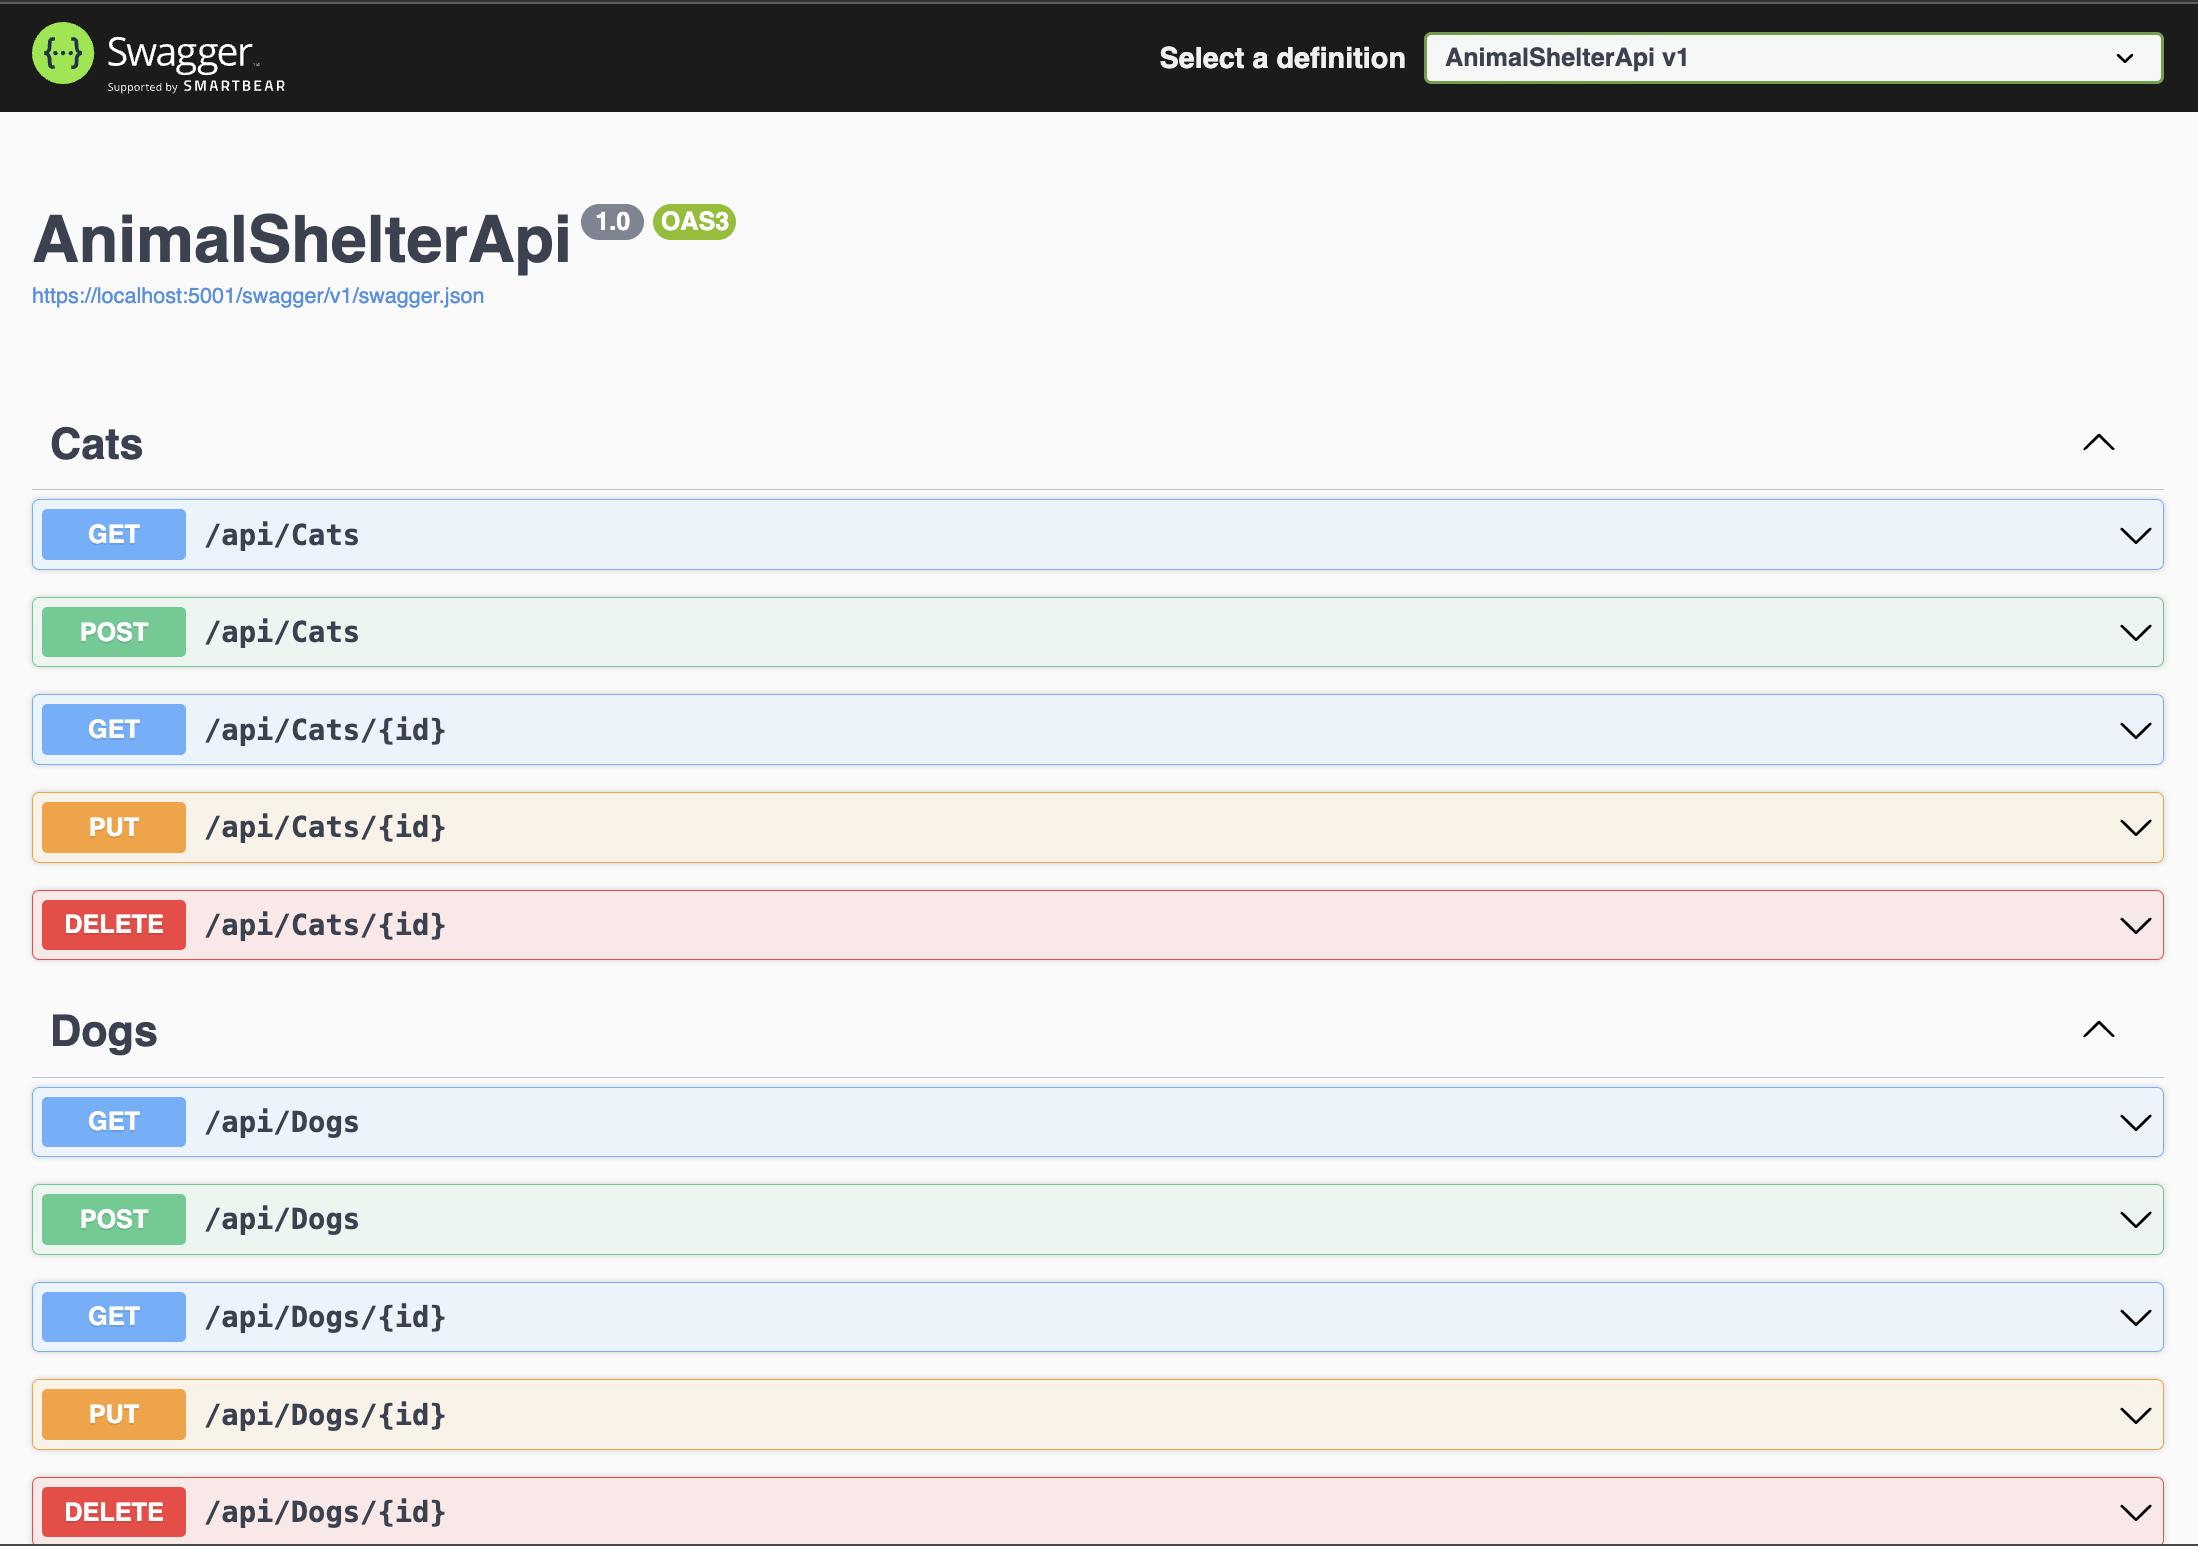 {···} Swagger™
Supported by SMARTBEAR
Select a definition
AnimalShelterApi v1
AnimalShelterApi 1.0 OAS3
https://localhost:5001/swagger/v1/swagger.json
Cats
GET /api/Cats
POST /api/Cats
GET /api/Cats/{id}
PUT /api/Cats/{id}
DELETE /api/Cats/{id}
Dogs
GET /api/Dogs
POST /api/Dogs
GET /api/Dogs/{id}
PUT /api/Dogs/{id}
DELETE /api/Dogs/{id}